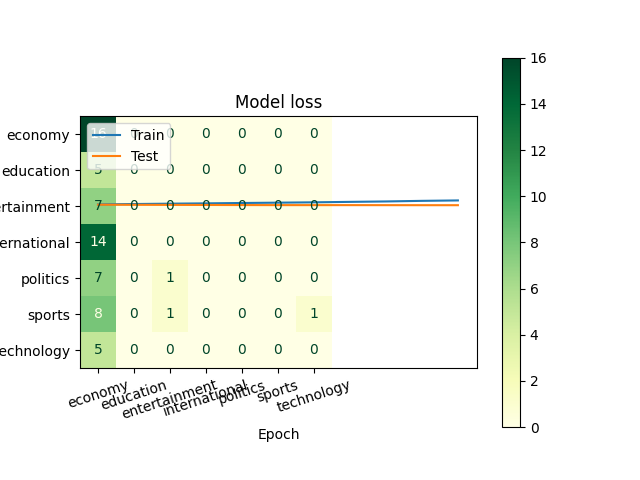 Model loss
Train
Test
economy 16 0 0 0 0 0 0
education 5 0 0 0 0 0 0
ertainment 7 0 0 0 0 0 0
ernational 14 0 0 0 0 0 0
politics 7 0 1 0 0 0 0
sports 8 0 1 0 0 0 1
echnology 5 0 0 0 0 0 0
economy education entertainment international politics sports technology
Epoch
16
14
12
10
8
6
4
2
0